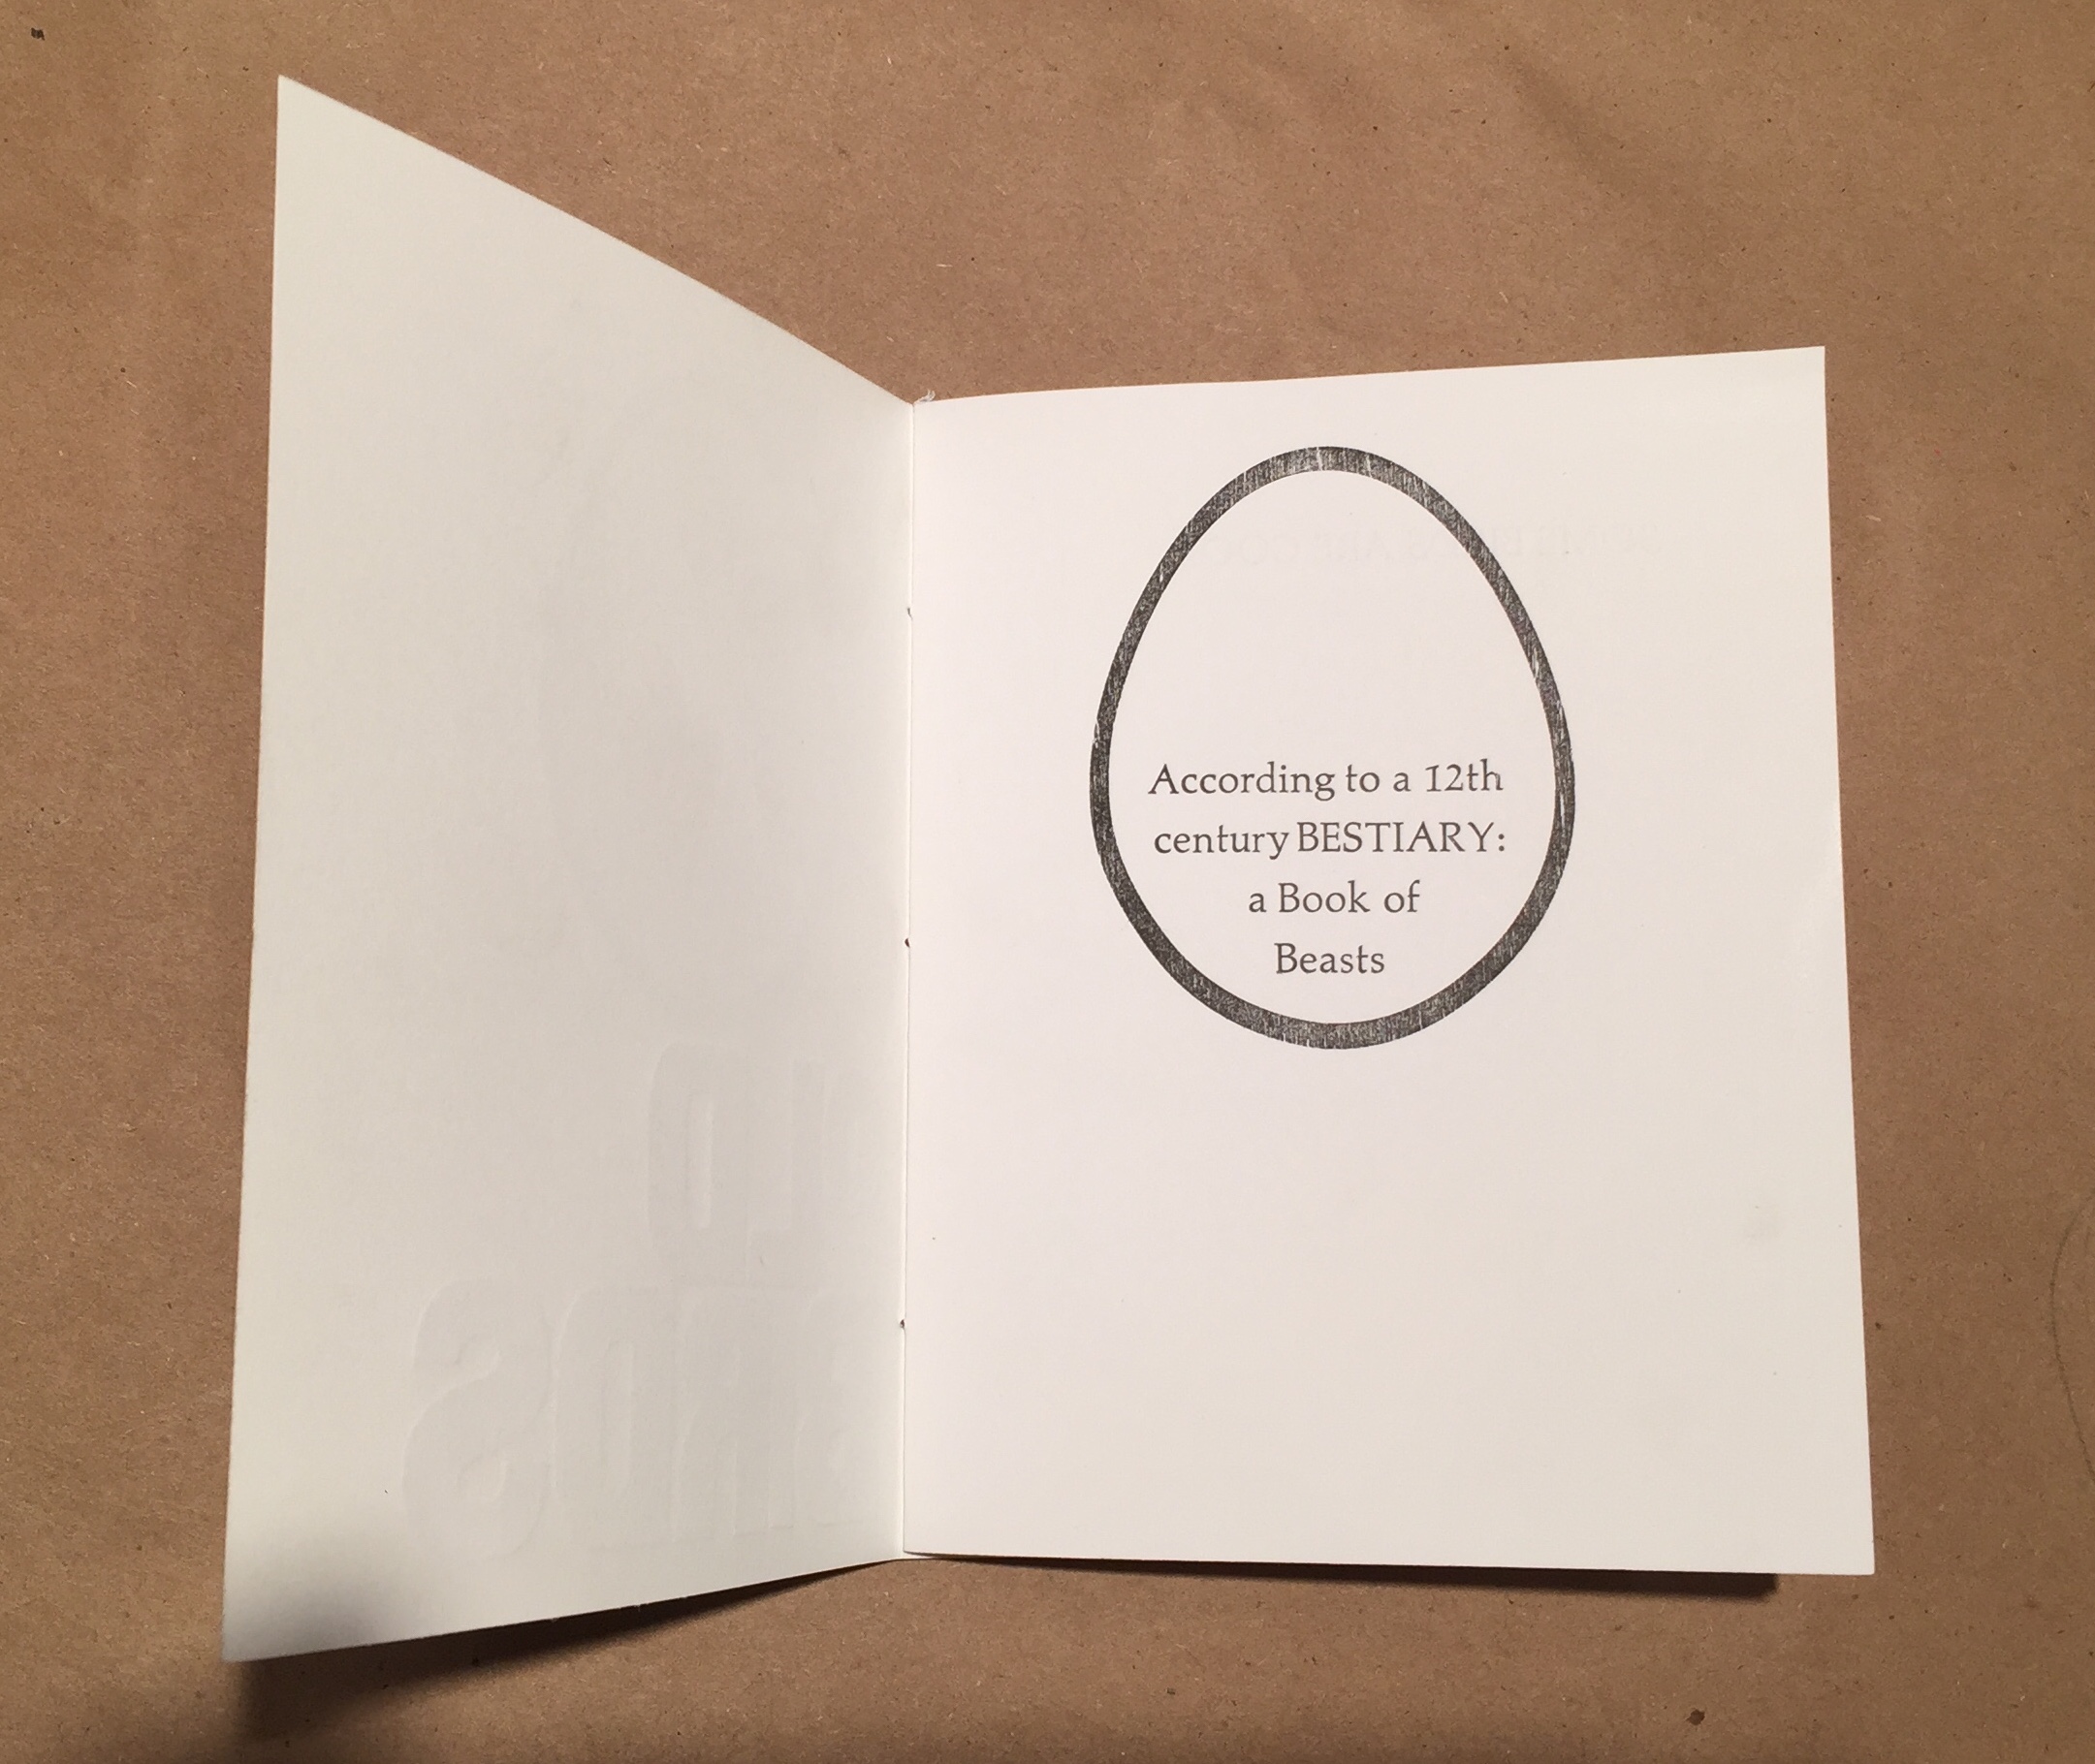 According to a 12th
century BESTIARY:
a Book of
Beasts